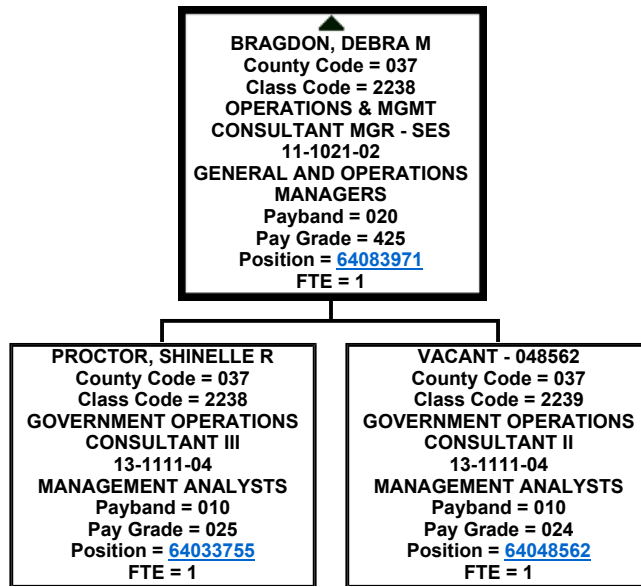 BRAGDON, DEBRA M
County Code = 037
Class Code = 2238
OPERATIONS & MGMT
CONSULTANT MGR - SES
11-1021-02
GENERAL AND OPERATIONS
MANAGERS
Payband = 020
Pay Grade = 425
Position = 64083971
FTE = 1
PROCTOR, SHINELLE R
County Code = 037
Class Code = 2238
GOVERNMENT OPERATIONS
CONSULTANT III
13-1111-04
MANAGEMENT ANALYSTS
Payband = 010
Pay Grade = 025
Position = 64033755
FTE = 1
VACANT - 048562
County Code = 037
Class Code = 2239
GOVERNMENT OPERATIONS
CONSULTANT II
13-1111-04
MANAGEMENT ANALYSTS
Payband = 010
Pay Grade = 024
Position = 64048562
FTE = 1